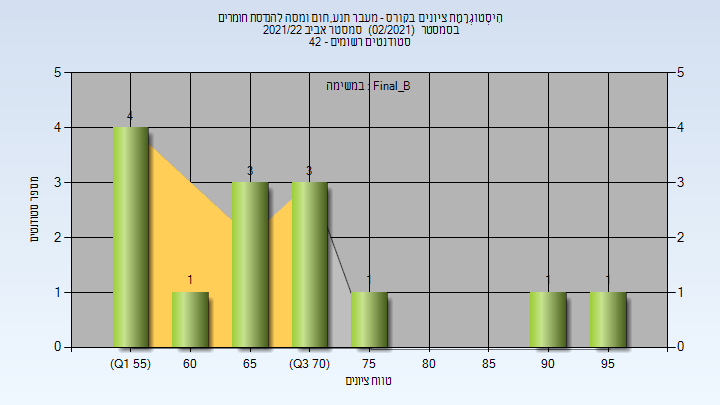 הִיסְטוֹגְרָמַת ציונים בקורס - מעבר תנע,חום ומסה להנדסת חומרים
בסמסטר (02/2021) סמסטר אביב 2021/22
סטודנטים רשומים - 42
במשימה : Final_B
5 5
4 4
3 3
2 2
1 1
0 0
4 1 3 3 1 1 1
מספר סטודנטים
(Q1 55) 60 65 (Q3 70) 75 80 85 90 95
טווח ציונים